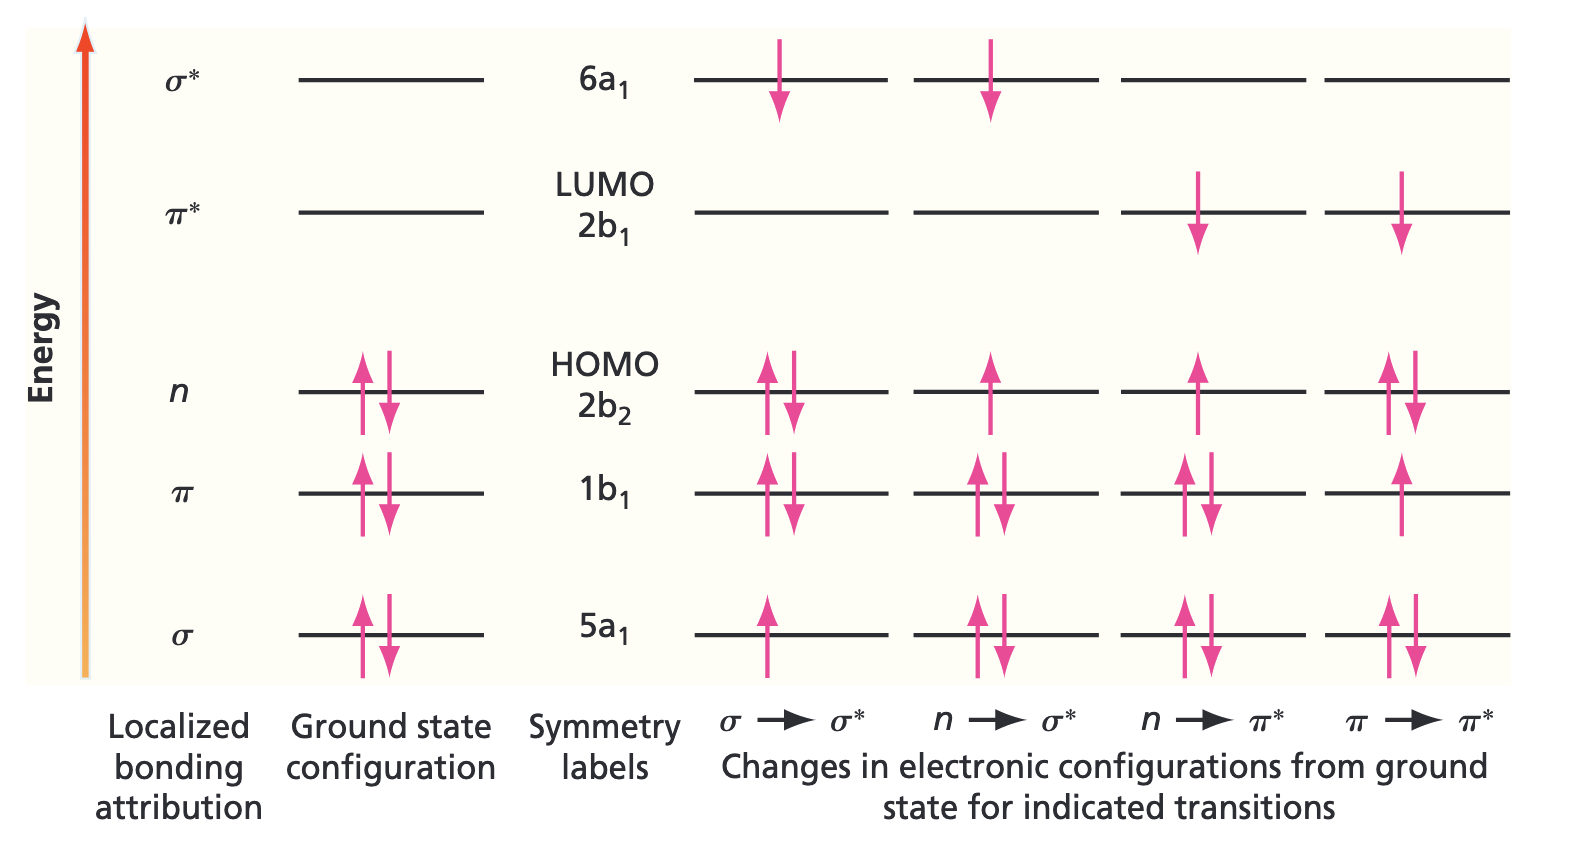 σ* 6a₁
LUMO
π* 2b₁
Energy
HOMO
n 2b₂
π 1b₁
σ 5a₁
Localized bonding attribution
Ground state configuration
Symmetry labels
σ → σ* n → σ* n → π* π → π*
Changes in electronic configurations from ground
state for indicated transitions